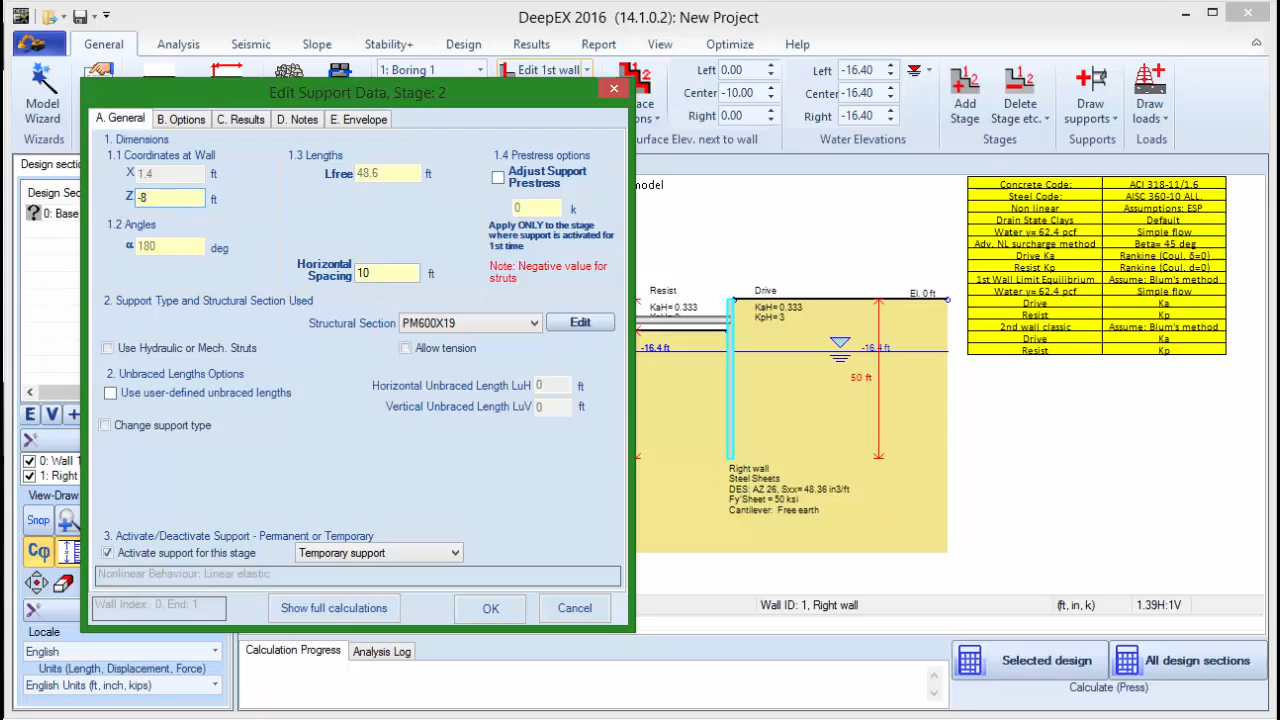 DeepEX 2016 (14.1.0.2): New Project
General Analysis Seismic Slope Stability+ Design Results Report View Optimize Help
Model Wizard
Wizards
1: Boring 1
Edit 1st wall
Left 0.00
Center -10.00
Right 0.00
Left -16.40
Center -16.40
Right -16.40
Surface Elev. next to wall
Water Elevations
Add Stage
Delete Stage etc.
Stages
Draw supports
Supports
Draw loads
Loads
Design section
Design Sec
0: Base
E V +
0: Wall 1
1: Right
View-Draw
Snap
Cφ
Locale
English
Units (Length, Displacement, Force)
English Units (ft, inch, kips)
Edit Support Data, Stage: 2
A. General B. Options C. Results D. Notes E. Envelope
1. Dimensions
1.1 Coordinates at Wall
X 1.4 ft
Z -8 ft
1.2 Angles
α 180 deg
1.3 Lengths
Lfree 48.6 ft
Horizontal Spacing 10 ft
1.4 Prestress options
Adjust Support Prestress
0 k
Apply ONLY to the stage
where support is activated for
1st time
Note: Negative value for
struts
2. Support Type and Structural Section Used
Structural Section PM600X19 Edit
Use Hydraulic or Mech. Struts Allow tension
2. Unbraced Lengths Options
Use user-defined unbraced lengths
Horizontal Unbraced Length LuH 0 ft
Vertical Unbraced Length LuV 0 ft
Change support type
3. Activate/Deactivate Support - Permanent or Temporary
Activate support for this stage Temporary support
Nonlinear Behaviour: Linear elastic
Wall Index: 0, End: 1
Show full calculations OK Cancel
model
Resist
KaH= 0.333
Drive
KaH= 0.333
KpH= 3
El. 0 ft
-16.4 ft
-16.4 ft
50 ft
Right wall
Steel Sheets
DES: AZ 26, Sxx= 48.36 in3/ft
Fy'Sheet = 50 ksi
Cantilever: Free earth
Concrete Code: ACI 318-11/1.6
Steel Code: AISC 360-10 ALL.
Non linear Assumptions: ESP
Drain State Clays Default
Water γ= 62.4 pcf Simple flow
Adv. NL surcharge method Beta= 45 deg
Drive Ka Rankine (Coul. δ=0)
Resist Kp Rankine (Coul. d=0)
1st Wall Limit Equilibrium Assume: Blum's method
Water γ= 62.4 pcf Simple flow
Drive Ka
Resist Kp
2nd wall classic Assume: Blum's method
Drive Ka
Resist Kp
Wall ID: 1, Right wall (ft, in, k) 1.39H:1V
Calculation Progress Analysis Log
Selected design All design sections
Calculate (Press)